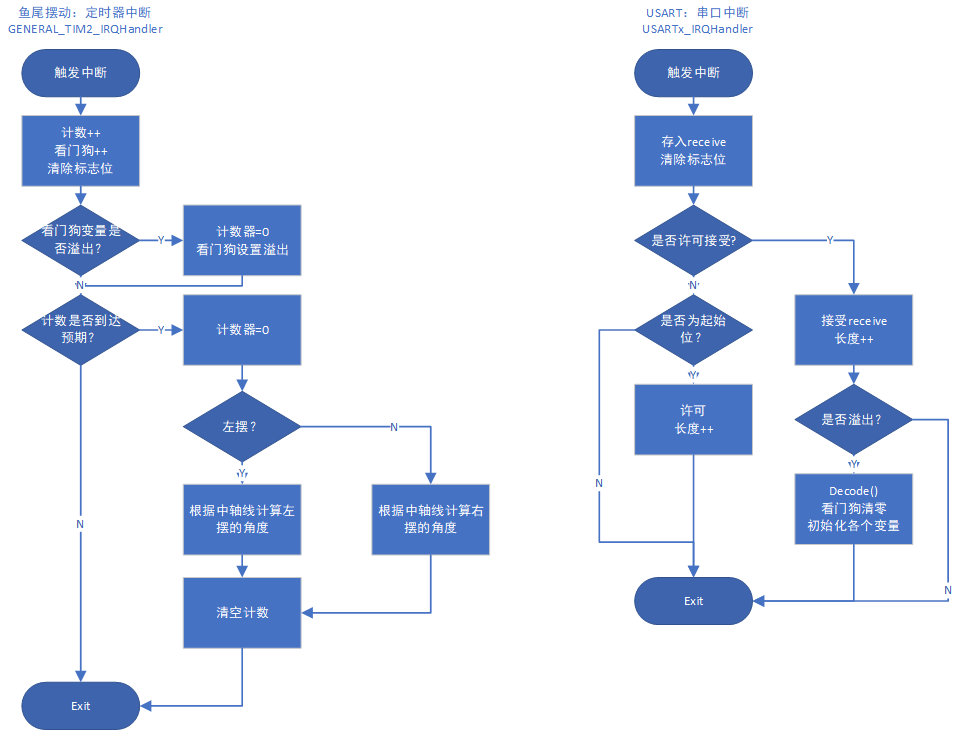 鱼尾摆动：定时器中断
GENERAL_TIM2_IRQHandler
触发中断
计数++
看门狗++
清除标志位
看门狗变量是
否溢出？
Y
计数器=0
看门狗设置溢出
N
计数是否到达
预期？
Y
计数器=0
左摆？
N
Y
根据中轴线计算左
摆的角度
根据中轴线计算右
摆的角度
N
清空计数
Exit
USART：串口中断
USARTx_IRQHandler
触发中断
存入receive
清除标志位
是否许可接受?
Y
N
是否为起始
位？
接受receive
长度++
Y
许可
长度++
是否溢出？
N
Y
Decode()
看门狗清零
初始化各个变量
N
Exit